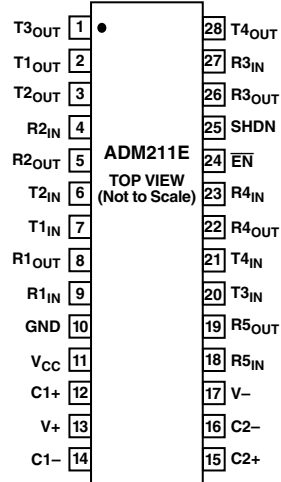 T3OUT 1 28 T4OUT
T1OUT 2 27 R3IN
T2OUT 3 26 R3OUT
R2IN 4 25 SHDN
R2OUT 5 ADM211E 24 E̅N̅
TOP VIEW
(Not to Scale)
T2IN 6 23 R4IN
T1IN 7 22 R4OUT
R1OUT 8 21 T4IN
R1IN 9 20 T3IN
GND 10 19 R5OUT
VCC 11 18 R5IN
C1+ 12 17 V–
V+ 13 16 C2–
C1– 14 15 C2+